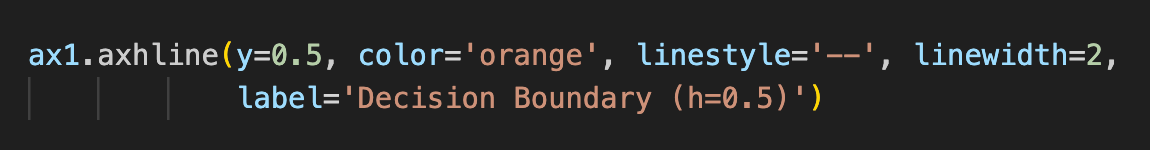 ax1.axhline(y=0.5, color='orange', linestyle='--', linewidth=2,
label='Decision Boundary (h=0.5)')